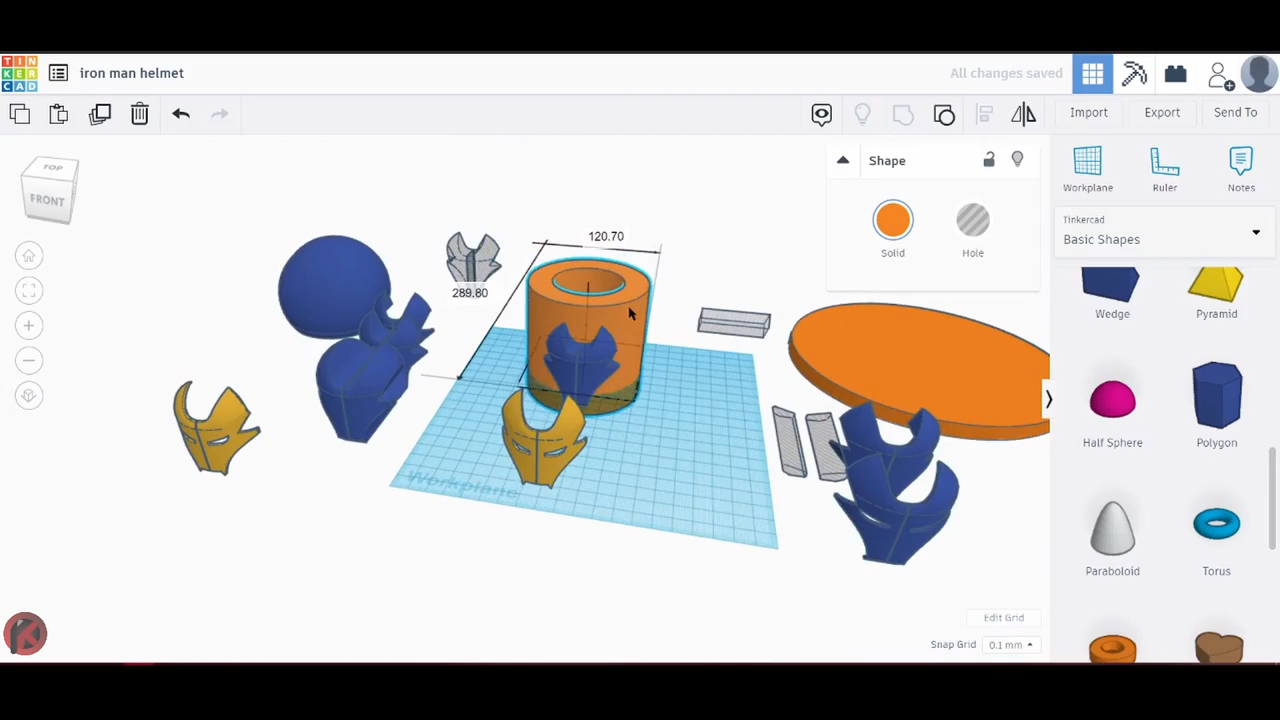 TIN
KER
CAD
iron man helmet
All changes saved
Import
Export
Send To
TOP
FRONT
Shape
Solid
Hole
120.70
289.80
Workplane
Workplane
Ruler
Notes
Tinkercad
Basic Shapes
Wedge
Pyramid
Half Sphere
Polygon
Paraboloid
Torus
Edit Grid
Snap Grid
0.1 mm
K